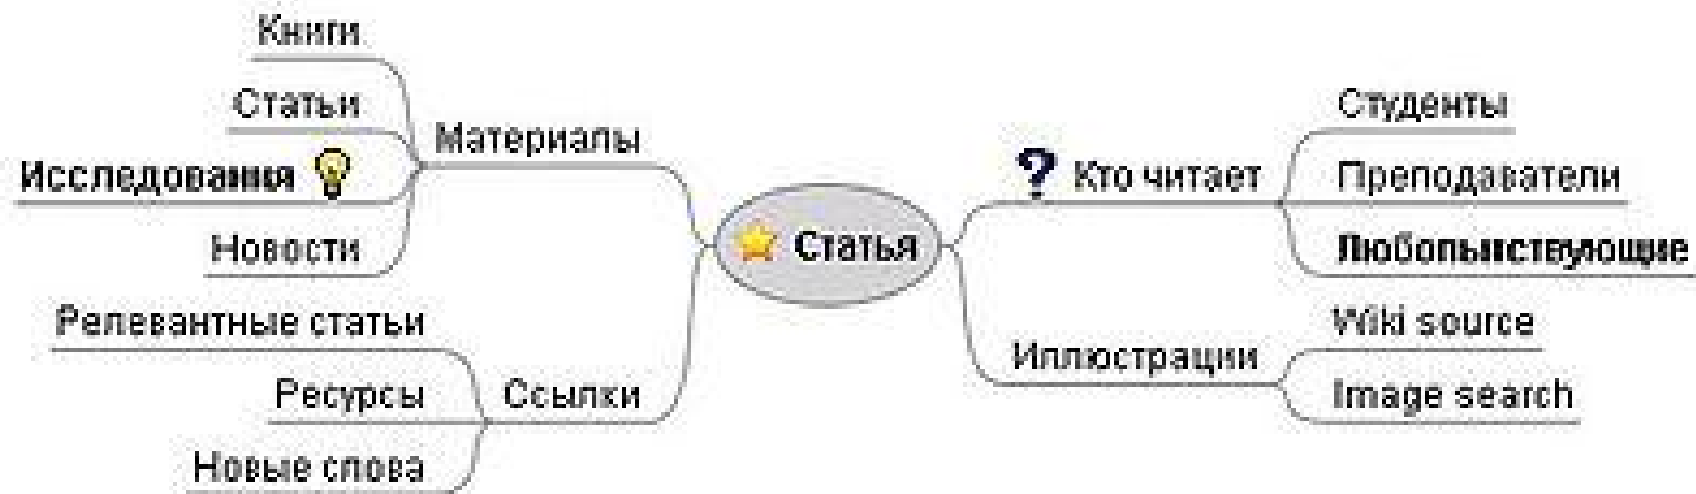 Книги
Статьи
Материалы
Исследования
Новости
Релевантные статьи
Ресурсы
Ссылки
Новые слова
Статья
Кто читает
Студенты
Преподаватели
Любопытствующие
Иллюстрации
Wiki source
Image search